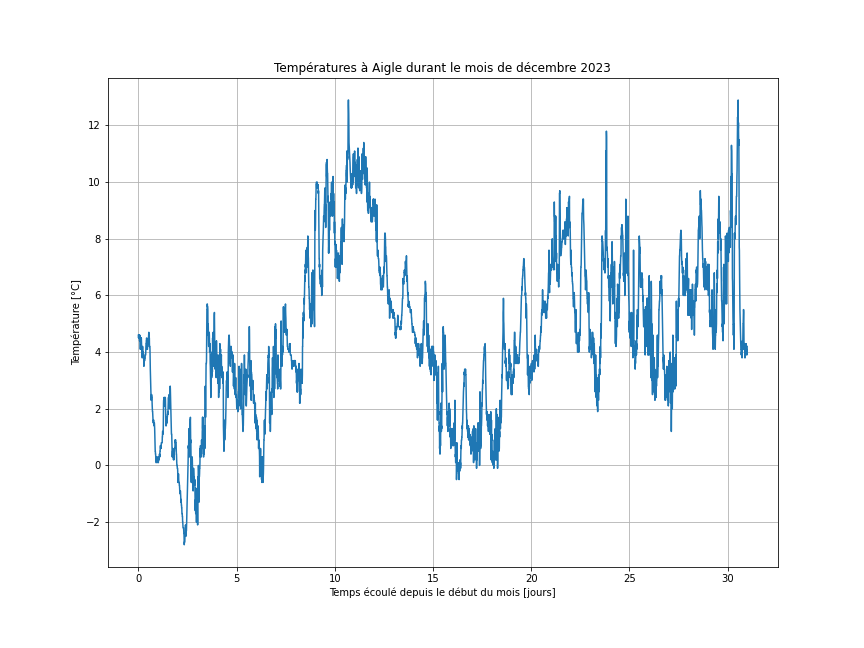 Températures à Aigle durant le mois de décembre 2023
12
10
8
6
4
2
0
−2
Température [°C]
0 5 10 15 20 25 30
Temps écoulé depuis le début du mois [jours]